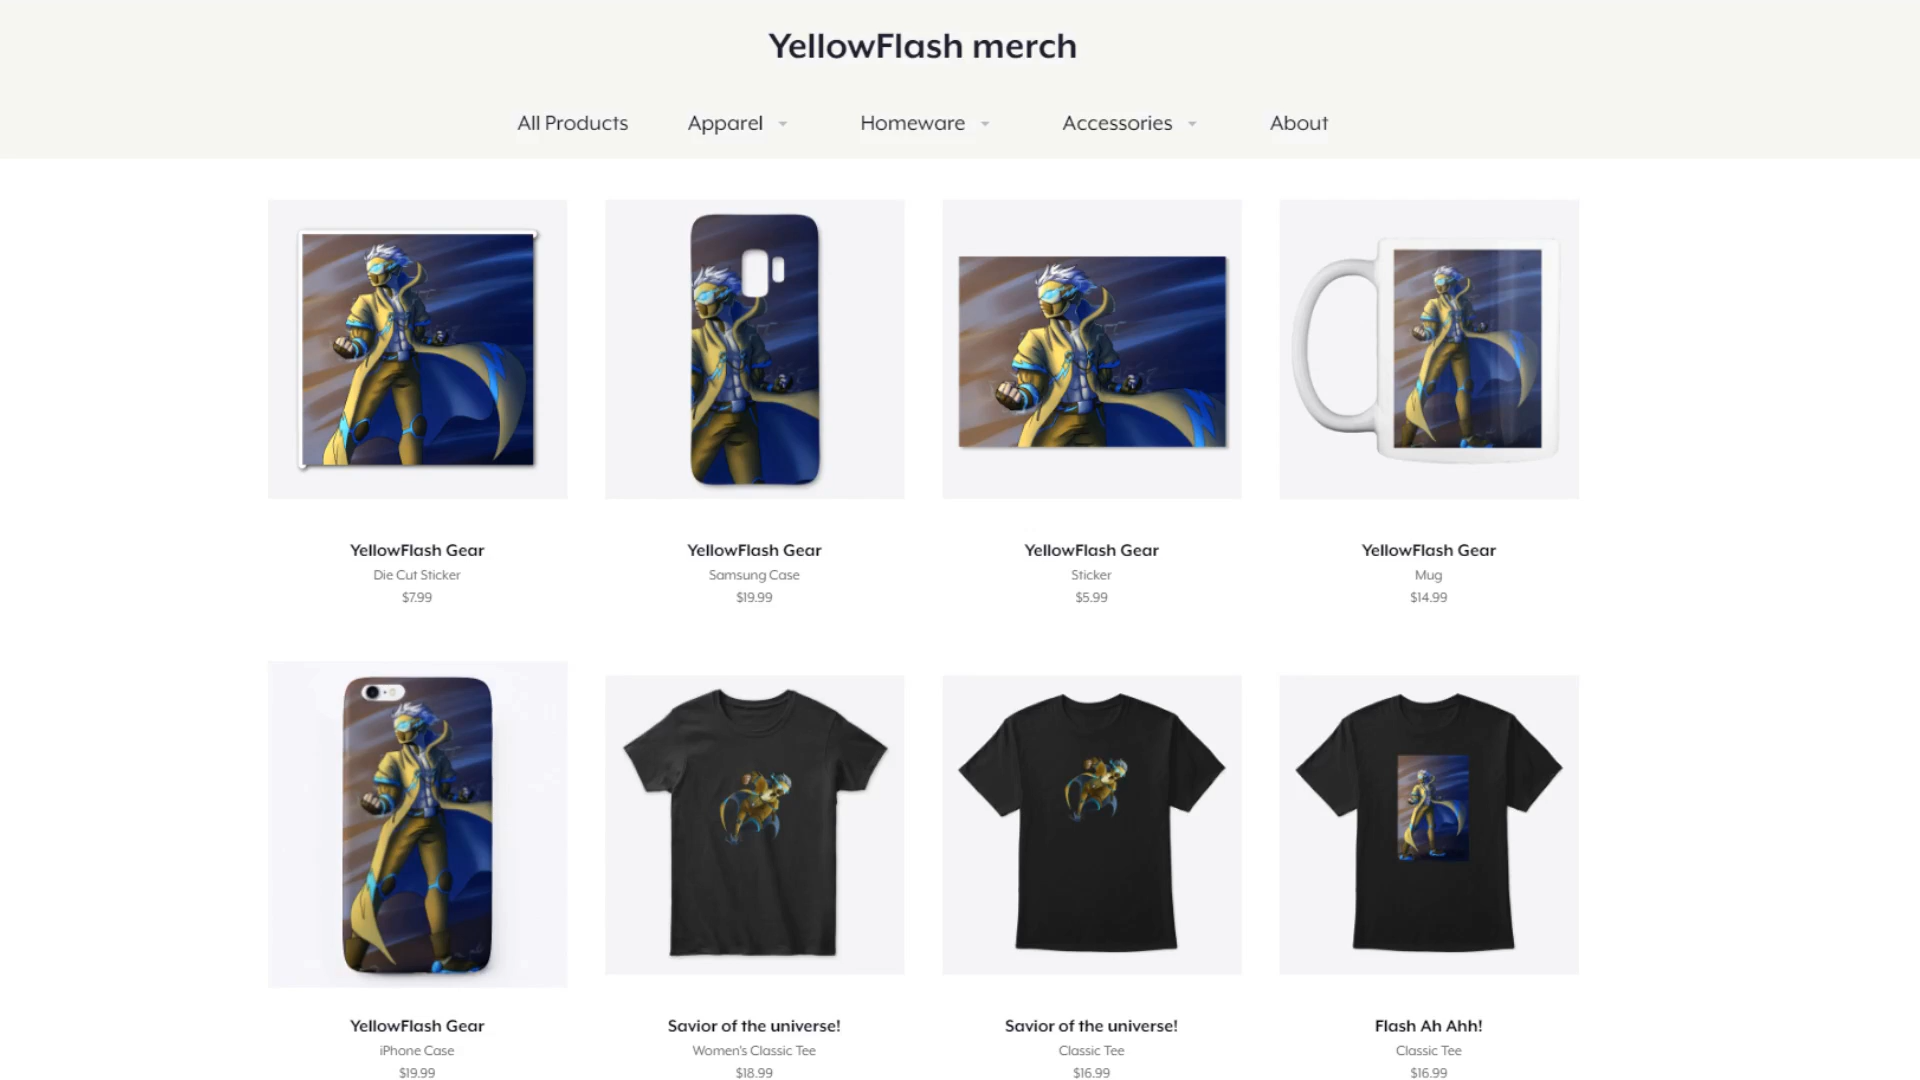 YellowFlash merch
All Products Apparel Homeware Accessories About
YellowFlash Gear
Die Cut Sticker
$7.99
YellowFlash Gear
Samsung Case
$19.99
YellowFlash Gear
Sticker
$5.99
YellowFlash Gear
Mug
$14.99
YellowFlash Gear
iPhone Case
$19.99
Savior of the universe!
Women's Classic Tee
$18.99
Savior of the universe!
Classic Tee
$16.99
Flash Ah Ahh!
Classic Tee
$16.99